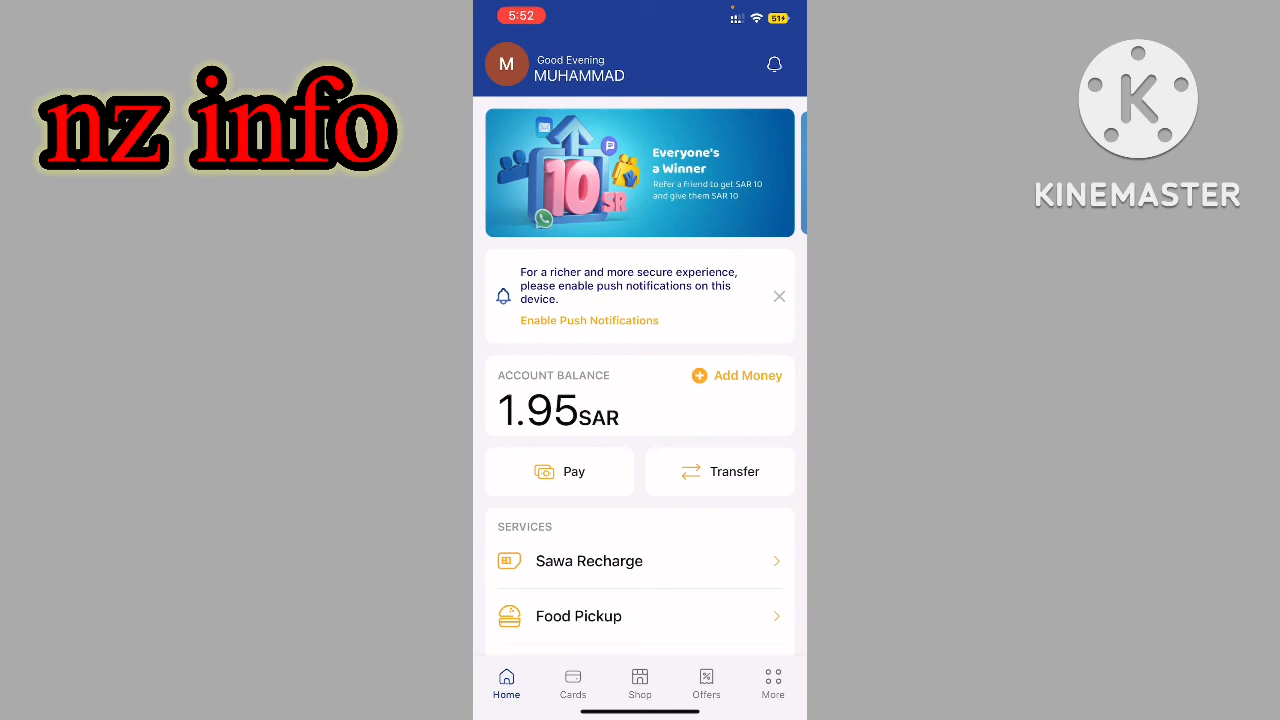 nz info
K
KINEMASTER
5:52
51
M
Good Evening
MUHAMMAD
10
SR
Everyone's
a Winner
Refer a Friend to get SAR 10
and give them SAR 10
For a richer and more secure experience,
please enable push notifications on this
device.
Enable Push Notifications
ACCOUNT BALANCE
Add Money
1.95SAR
Pay
Transfer
SERVICES
Sawa Recharge
Food Pickup
Home
Cards
Shop
Offers
More